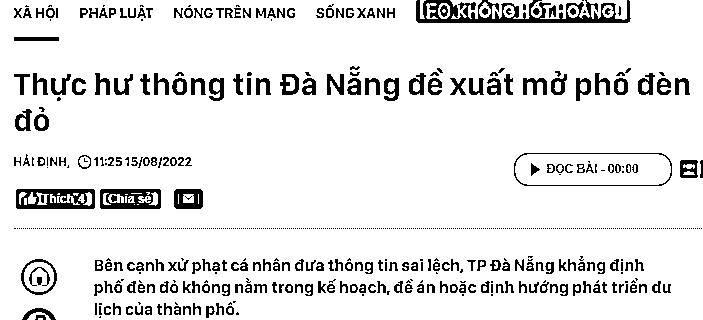 XÃ HỘI PHÁP LUẬT NÓNG TRÊN MẠNG SỐNG XANH KHÔNG HỐT HOẢNG!
Thực hư thông tin Đà Nẵng đề xuất mở phố đèn
đỏ
HẢI ĐỊNH, 11:25 15/08/2022
ĐỌC BÀI - 00:00
Thích 4 Chia sẻ
Bên cạnh xử phạt cá nhân đưa thông tin sai lệch, TP Đà Nẵng khẳng định
phố đèn đỏ không nằm trong kế hoạch, đề án hoặc định hướng phát triển du
lịch của thành phố.